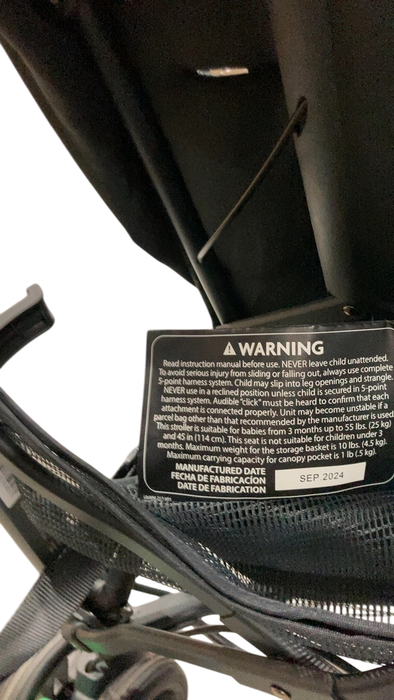 ⚠ WARNING
Read instruction manual before use. NEVER leave child unattended.
To avoid serious injury from sliding or falling out, always use complete
5-point harness system. Child may slip into leg openings and strangle.
NEVER use in a reclined position unless child is secured in 5-point
harness system. Audible "click" must be heard to confirm that each
attachment is connected properly. Unit may become unstable if a
parcel bag other than that recommended by the manufacturer is used
This stroller is suitable for babies from 3 months up to 55 lbs. (25 kg)
and 45 in (114 cm). This seat is not suitable for children under 3
months. Maximum weight for the storage basket is 10 lbs. (4.5 kg).
Maximum carrying capacity for canopy pocket is 1 lb (.5 kg).
MANUFACTURED DATE
FECHA DE FABRICACÍON
DATE DE FABRICATION
SEP 2024